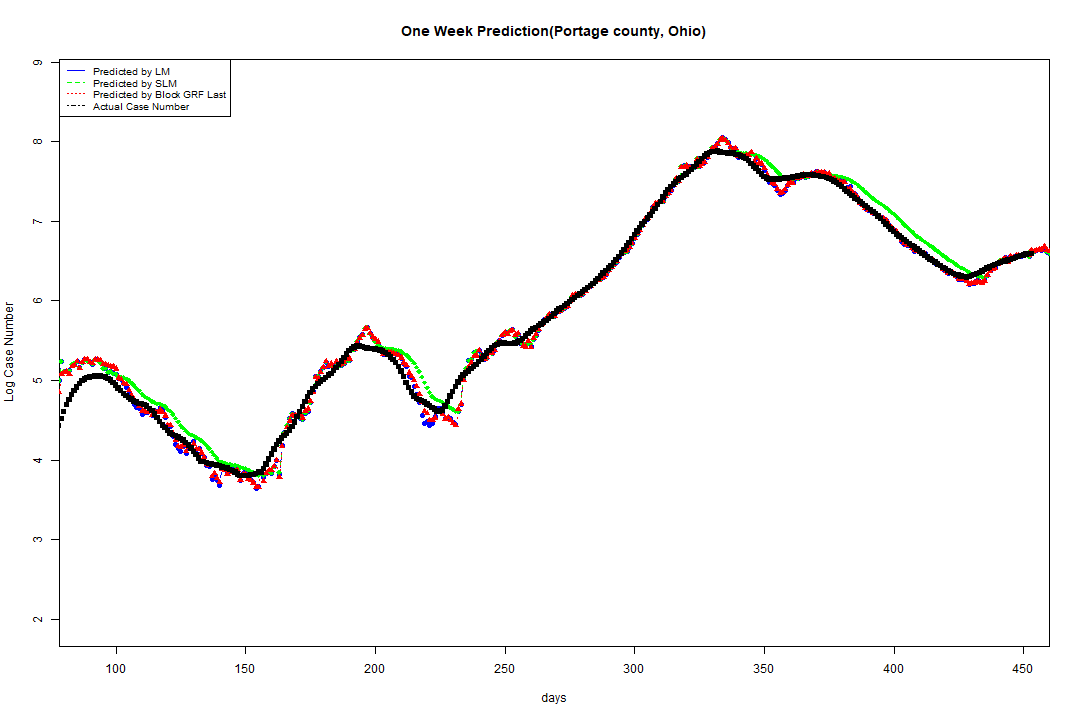 One Week Prediction(Portage county, Ohio)
Predicted by LM
Predicted by SLM
Predicted by Block GRF Last
Actual Case Number
9
8
7
6
5
4
3
2
Log Case Number
100 150 200 250 300 350 400 450
days